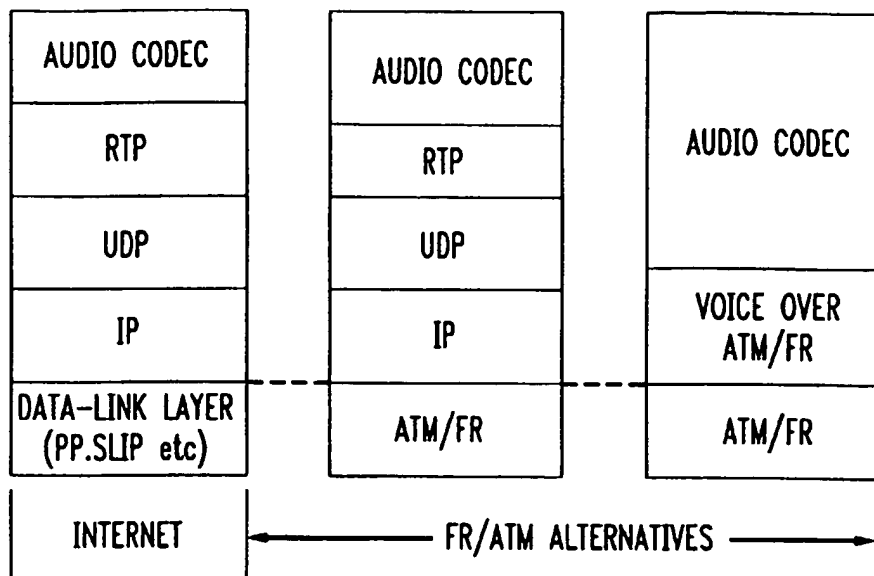 AUDIO CODEC
RTP
UDP
IP
DATA-LINK LAYER
(PP.SLIP etc)
INTERNET
AUDIO CODEC
RTP
UDP
IP
ATM/FR
AUDIO CODEC
VOICE OVER
ATM/FR
ATM/FR
FR/ATM ALTERNATIVES